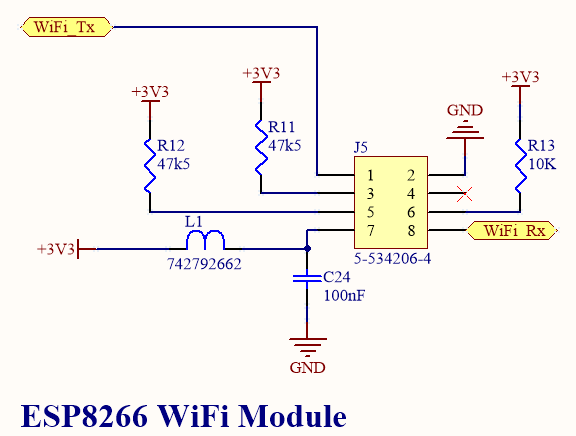 WiFi_Tx
+3V3
+3V3
+3V3
GND
R12
47k5
R11
47k5
R13
10K
J5
1 2
3 4
5 6
7 8
5-534206-4
WiFi_Rx
L1
+3V3
742792662
C24
100nF
GND
ESP8266 WiFi Module